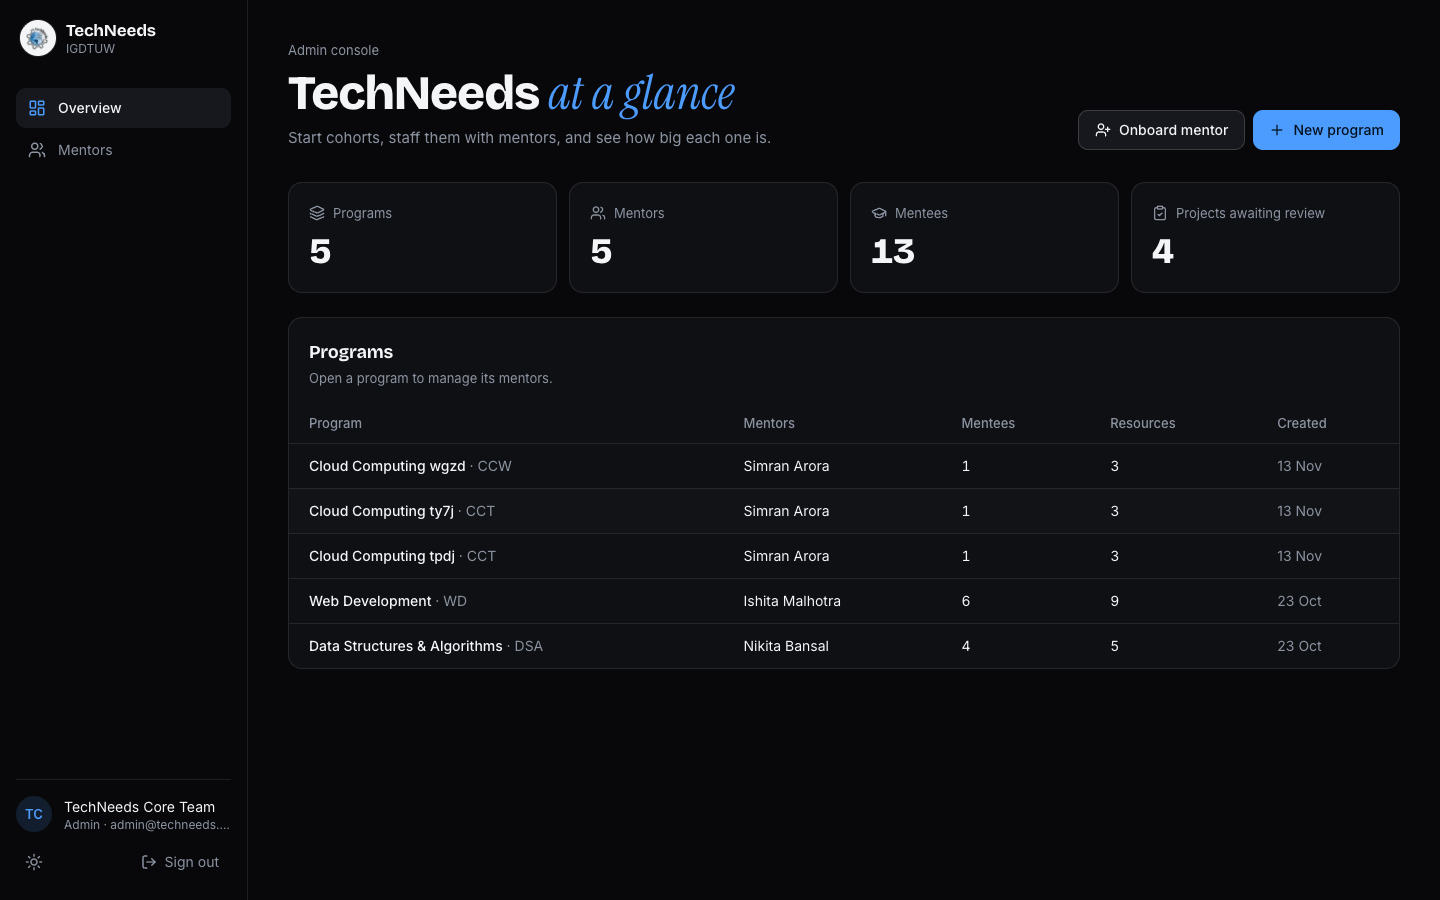 TechNeeds
IGDTUW
Overview
Mentors
TechNeeds Core Team
TC
Admin · admin@techneeds....
Sign out
Admin console
TechNeeds at a glance
Start cohorts, staff them with mentors, and see how big each one is.
Onboard mentor
New program
Programs
5
Mentors
5
Mentees
13
Projects awaiting review
4
Programs
Open a program to manage its mentors.
Program Mentors Mentees Resources Created
Cloud Computing wgzd · CCW Simran Arora 1 3 13 Nov
Cloud Computing ty7j · CCT Simran Arora 1 3 13 Nov
Cloud Computing tpdj · CCT Simran Arora 1 3 13 Nov
Web Development · WD Ishita Malhotra 6 9 23 Oct
Data Structures & Algorithms · DSA Nikita Bansal 4 5 23 Oct